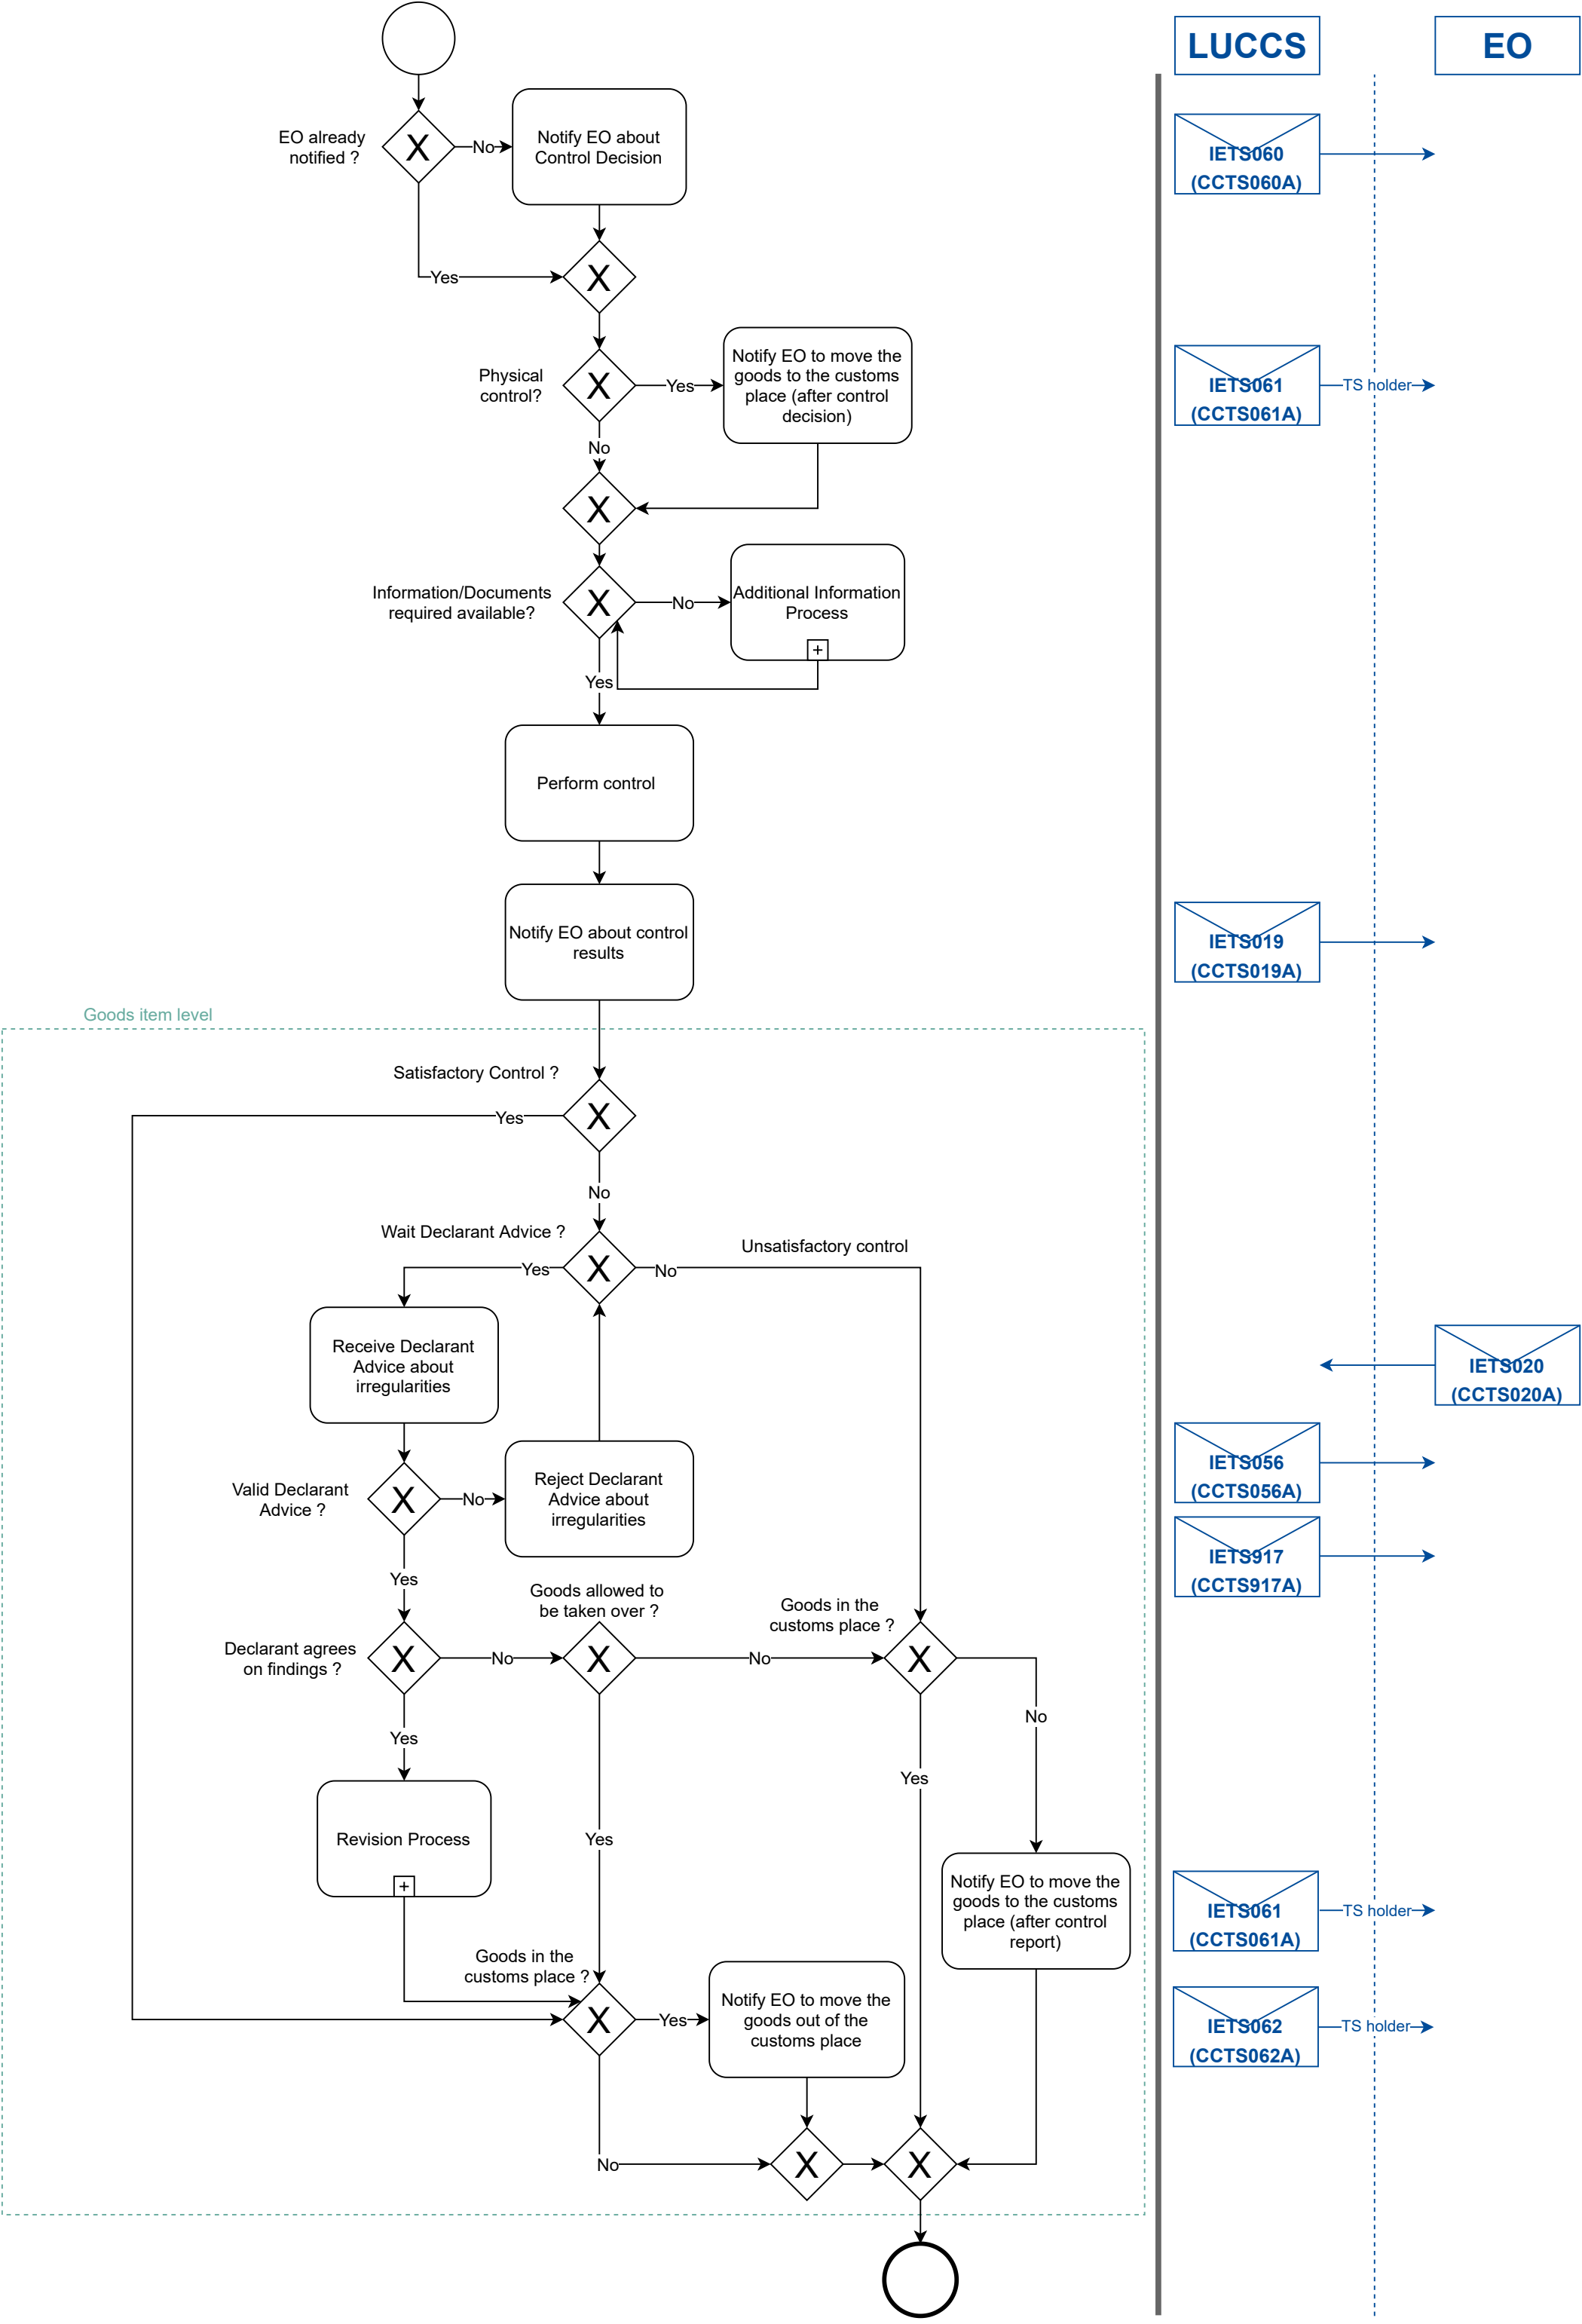 LUCCS
EO
EO already
notified ?
No
Notify EO about
Control Decision
IETS060
(CCTS060A)
Yes
Physical
control?
Yes
Notify EO to move the
goods to the customs
place (after control
decision)
IETS061
(CCTS061A)
TS holder
No
Information/Documents
required available?
No
Additional Information
Process
Yes
Perform control
Notify EO about control
results
IETS019
(CCTS019A)
Goods item level
Satisfactory Control ?
Yes
No
Wait Declarant Advice ?
Yes
No
Unsatisfactory control
Receive Declarant
Advice about
irregularities
IETS020
(CCTS020A)
Valid Declarant
Advice ?
No
Reject Declarant
Advice about
irregularities
IETS056
(CCTS056A)
IETS917
(CCTS917A)
Yes
Goods allowed to
be taken over ?
Goods in the
customs place ?
Declarant agrees
on findings ?
No
No
No
Yes
Yes
Yes
Revision Process
Notify EO to move the
goods to the customs
place (after control
report)
IETS061
(CCTS061A)
TS holder
Goods in the
customs place ?
Yes
Notify EO to move the
goods out of the
customs place
IETS062
(CCTS062A)
TS holder
No